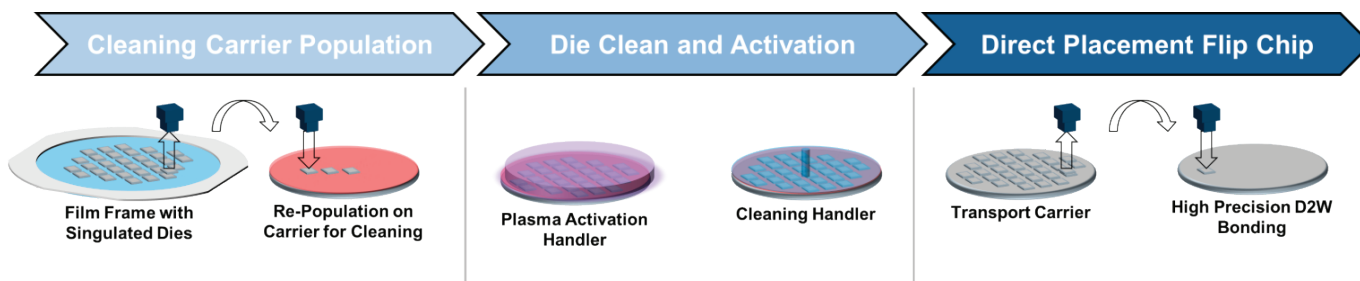 Cleaning Carrier Population
Die Clean and Activation
Direct Placement Flip Chip
Film Frame with
Singulated Dies
Re-Population on
Carrier for Cleaning
Plasma Activation
Handler
Cleaning Handler
Transport Carrier
High Precision D2W
Bonding